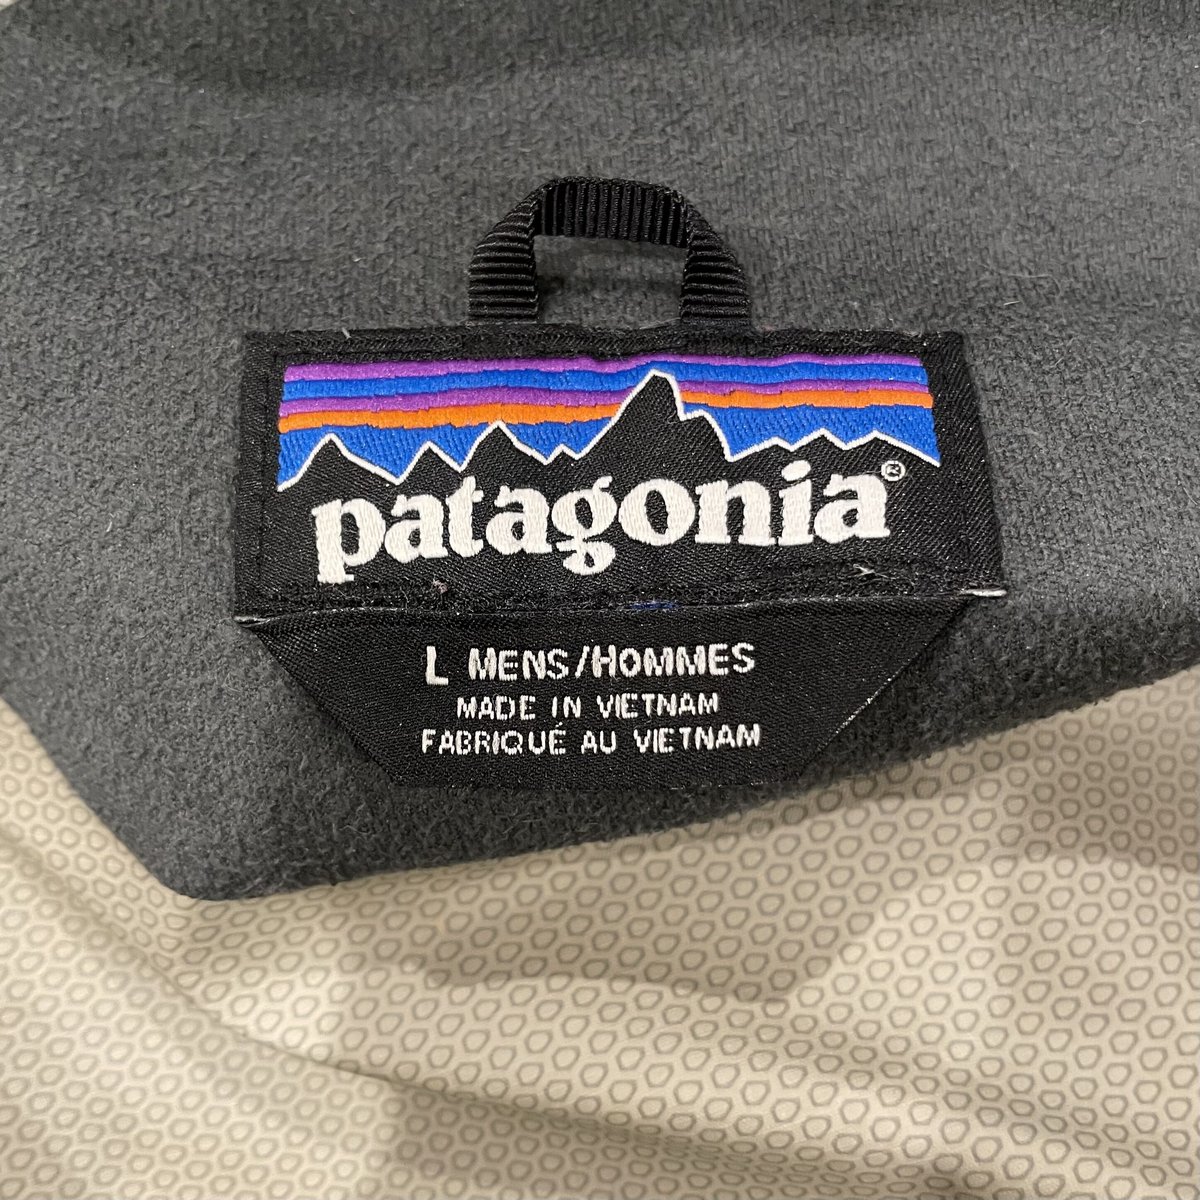 patagonia®
L MENS/HOMMES
MADE IN VIETNAM
FABRIQUÉ AU VIETNAM